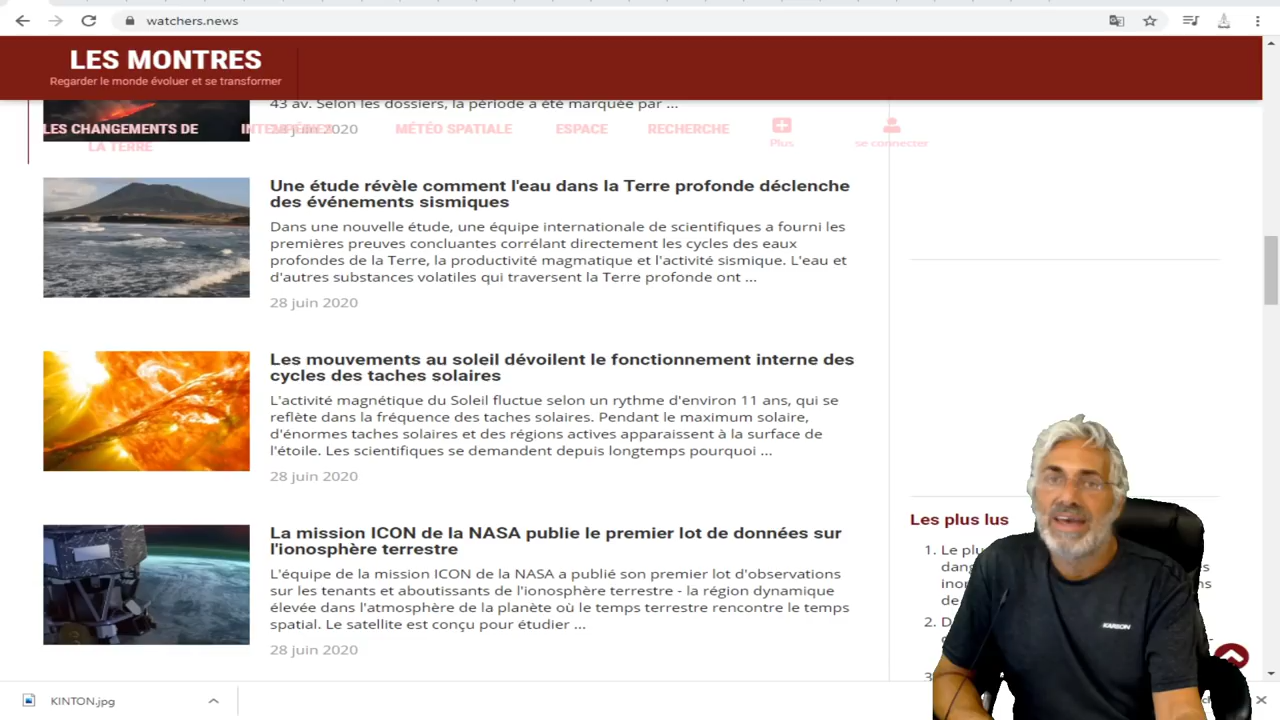 watchers.news
LES MONTRES
Regarder le monde évoluer et se transformer
43 av. Selon les dossiers, la période a été marquée par ...
28 juin 2020
LES CHANGEMENTS DE
LA TERRE
INTEMPÉRIES
MÉTÉO SPATIALE
ESPACE
RECHERCHE
Plus
se connecter
Une étude révèle comment l'eau dans la Terre profonde déclenche
des événements sismiques
Dans une nouvelle étude, une équipe internationale de scientifiques a fourni les
premières preuves concluantes corrélant directement les cycles des eaux
profondes de la Terre, la productivité magmatique et l'activité sismique. L'eau et
d'autres substances volatiles qui traversent la Terre profonde ont ...
28 juin 2020
Les mouvements au soleil dévoilent le fonctionnement interne des
cycles des taches solaires
L'activité magnétique du Soleil fluctue selon un rythme d'environ 11 ans, qui se
reflète dans la fréquence des taches solaires. Pendant le maximum solaire,
d'énormes taches solaires et des régions actives apparaissent à la surface de
l'étoile. Les scientifiques se demandent depuis longtemps pourquoi ...
28 juin 2020
La mission ICON de la NASA publie le premier lot de données sur
l'ionosphère terrestre
L'équipe de la mission ICON de la NASA a publié son premier lot d'observations
sur les tenants et aboutissants de l'ionosphère terrestre - la région dynamique
élevée dans l'atmosphère de la planète où le temps terrestre rencontre le temps
spatial. Le satellite est conçu pour étudier ...
28 juin 2020
Les plus lus
1. Le
2.
KINTON.jpg